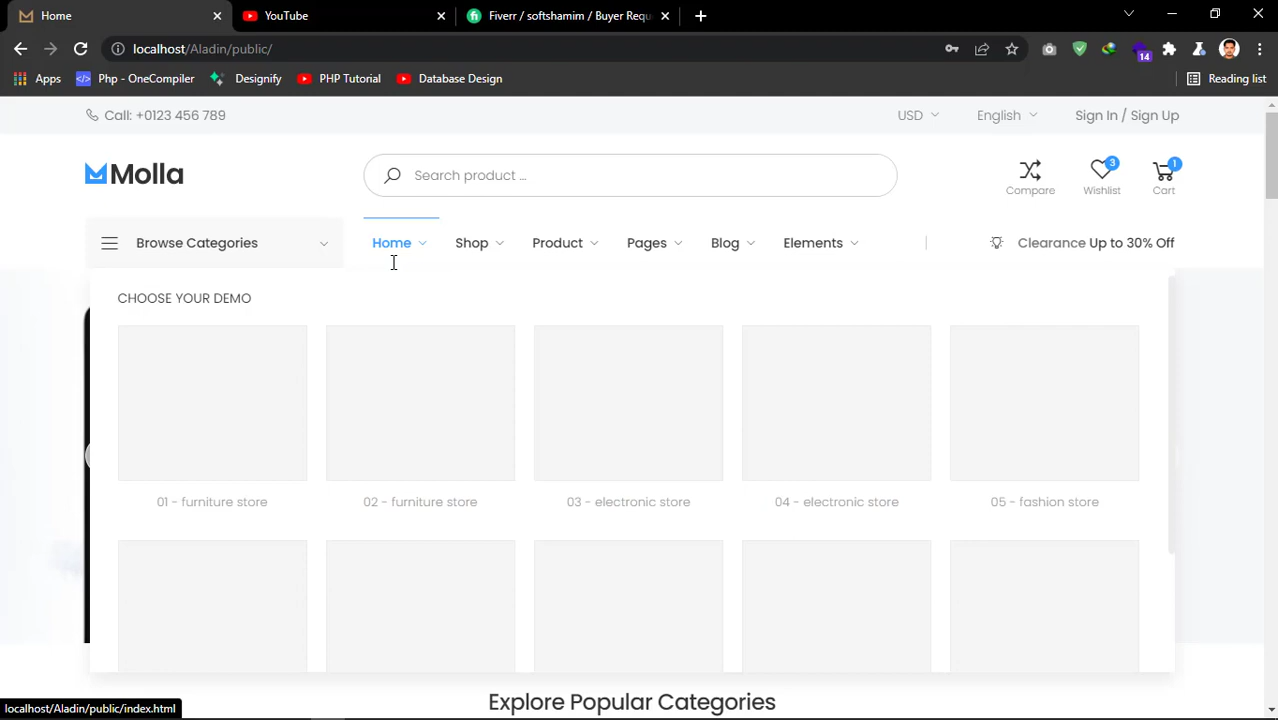 Home
YouTube
Fiverr / softshamim / Buyer Requ
localhost/Aladin/public/
14
Apps
Php - OneCompiler
Designify
PHP Tutorial
Database Design
Reading list
Call: +0123 456 789
USD
English
Sign In / Sign Up
Molla
Search product ...
Compare
3
Wishlist
1
Cart
Browse Categories
Home
Shop
Product
Pages
Blog
Elements
Clearance Up to 30% Off
CHOOSE YOUR DEMO
01 - furniture store
02 - furniture store
03 - electronic store
04 - electronic store
05 - fashion store
localhost/Aladin/public/index.html
Explore Popular Categories